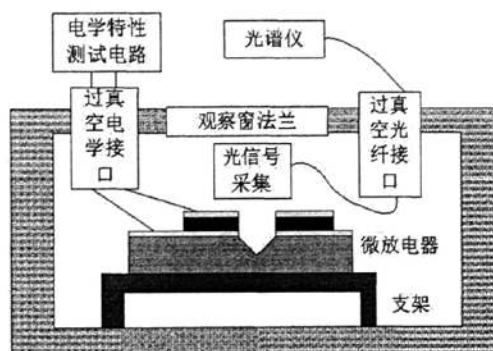 电学特性
测试电路
光谱仪
过真
空电
学接
口
观察窗法兰
过真
空光
纤接
口
光信号
采集
微放电器
支架